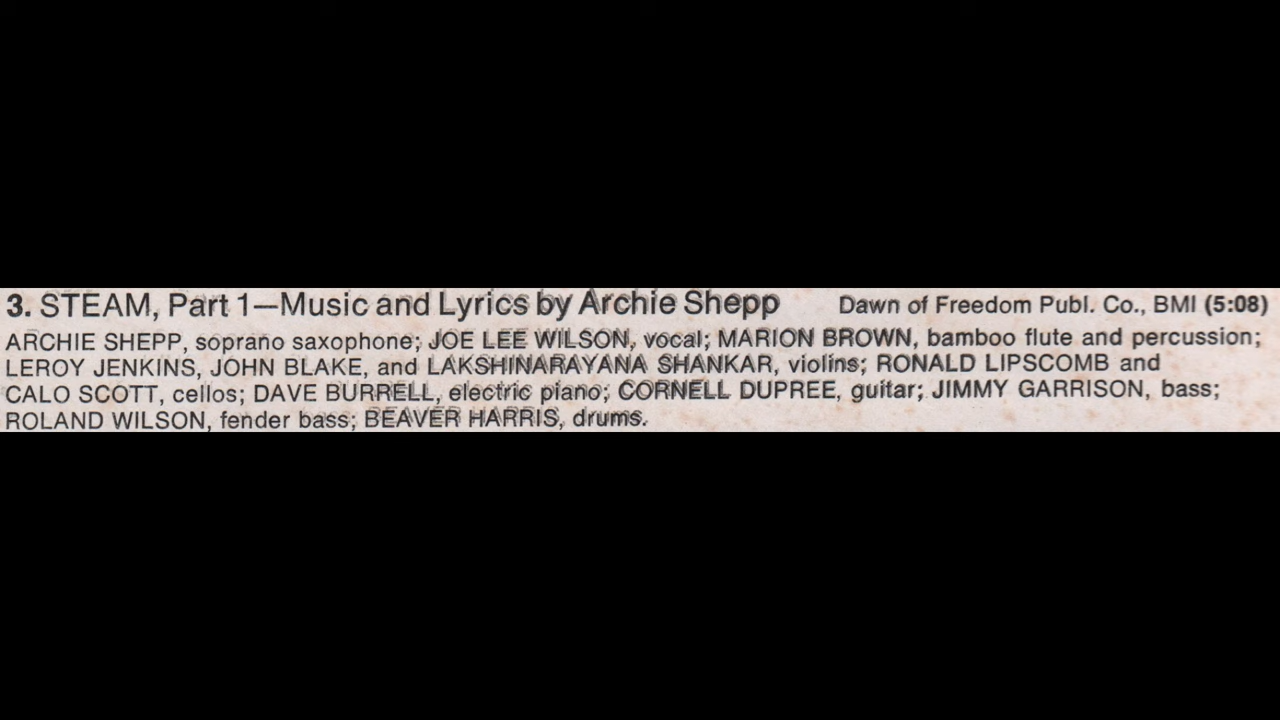 3. STEAM, Part 1—Music and Lyrics by Archie Shepp Dawn of Freedom Publ. Co., BMI (5:08)
ARCHIE SHEPP, soprano saxophone; JOE LEE WILSON, vocal; MARION BROWN, bamboo flute and percussion;
LEROY JENKINS, JOHN BLAKE, and LAKSHINARAYANA SHANKAR, violins; RONALD LIPSCOMB and
CALO SCOTT, cellos; DAVE BURRELL, electric piano; CORNELL DUPREE, guitar; JIMMY GARRISON, bass;
ROLAND WILSON, fender bass; BEAVER HARRIS, drums.